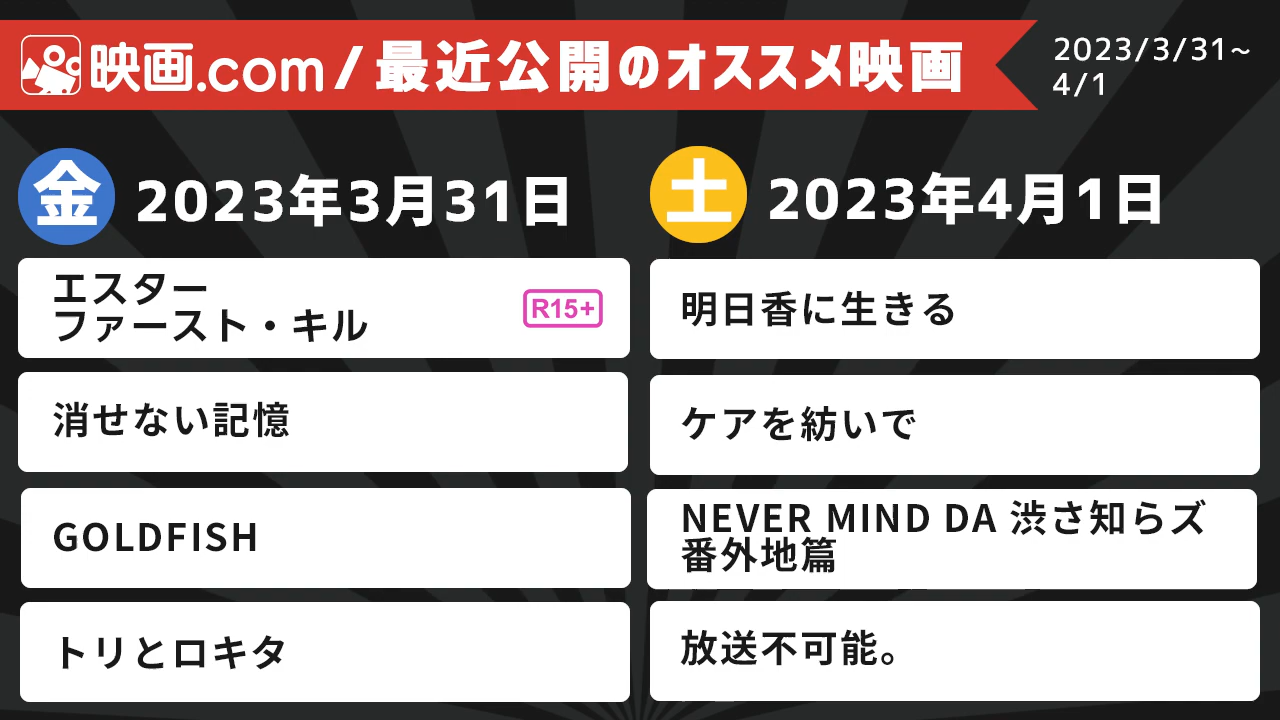 映画.com / 最近公開のオススメ映画
2023/3/31～
4/1
金 2023年3月31日
エスター
ファースト・キル
R15+
消せない記憶
GOLDFISH
トリとロキタ
土 2023年4月1日
明日香に生きる
ケアを紡いで
NEVER MIND DA 渋さ知らズ
番外地篇
放送不可能。